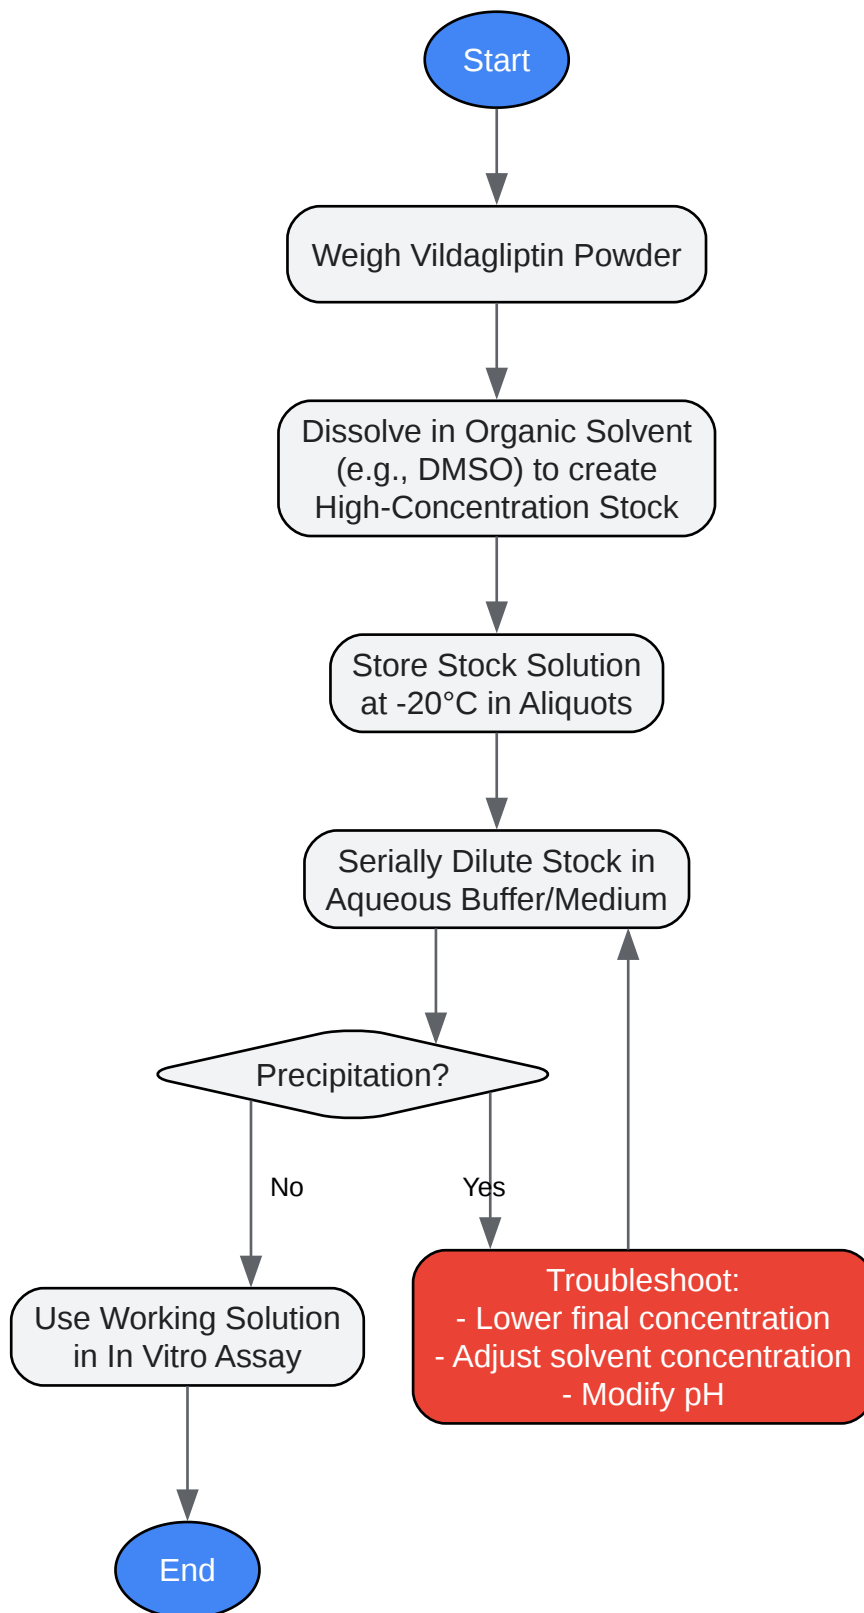 Start
Weigh Vildagliptin Powder
Dissolve in Organic Solvent
(e.g., DMSO) to create
High-Concentration Stock
Store Stock Solution
at -20°C in Aliquots
Serially Dilute Stock in
Aqueous Buffer/Medium
Precipitation?
No
Yes
Use Working Solution
in In Vitro Assay
Troubleshoot:
- Lower final concentration
- Adjust solvent concentration
- Modify pH
End